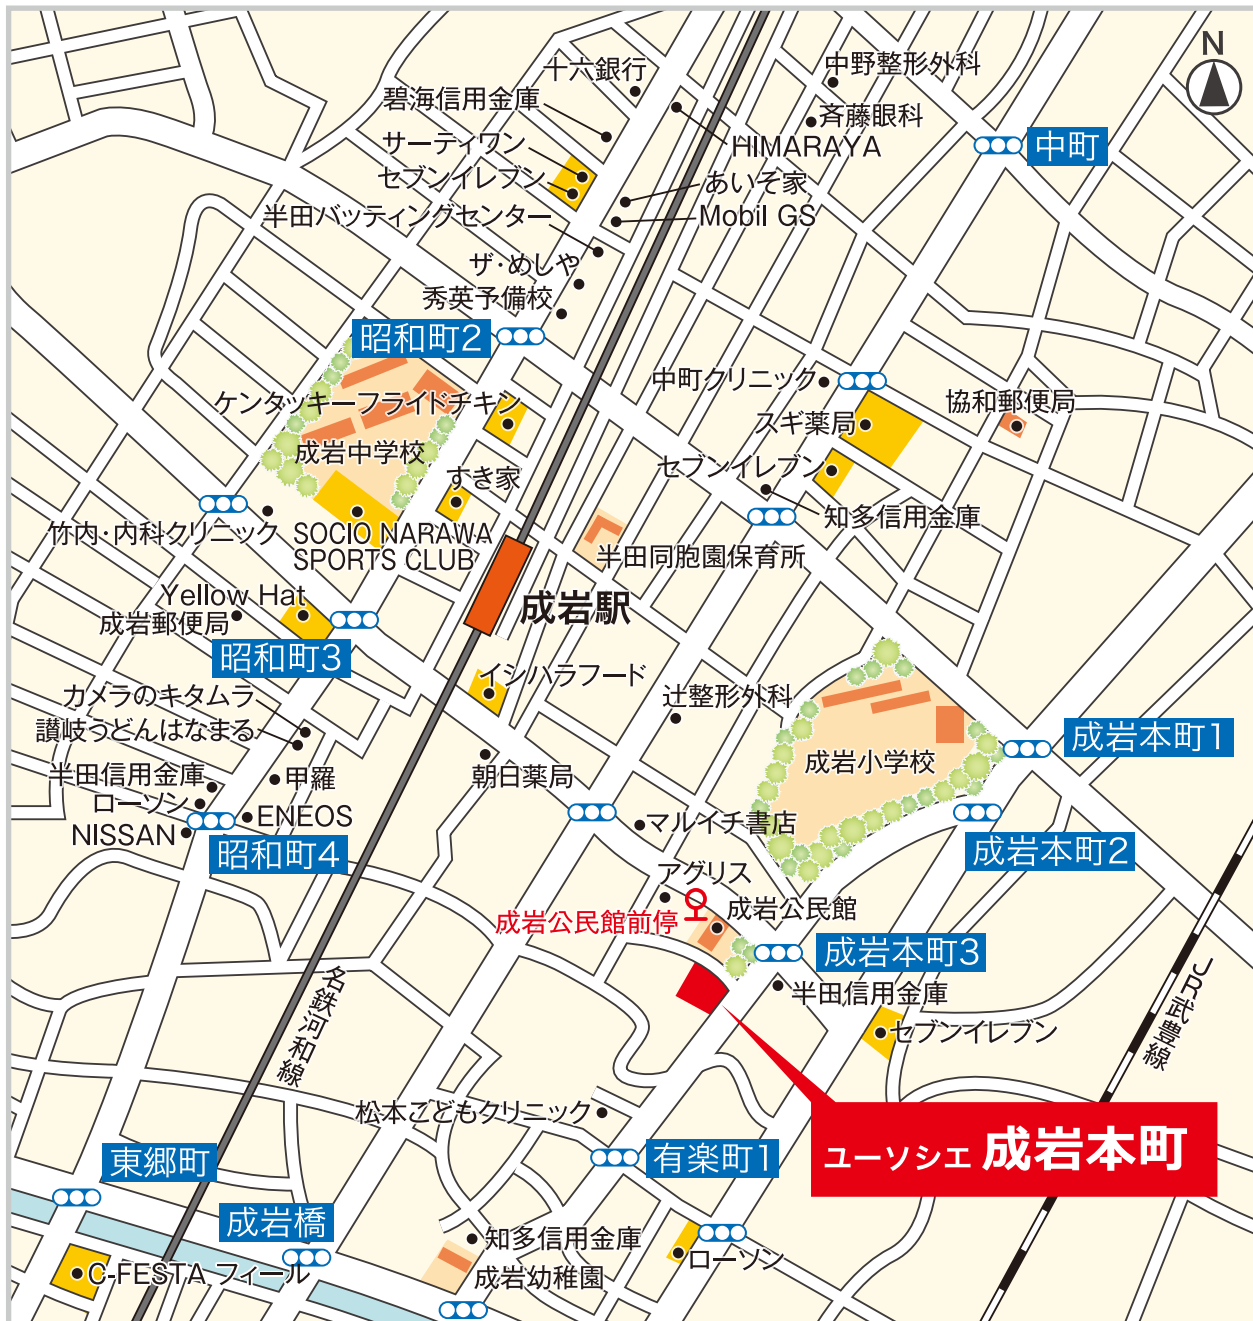 N
十六銀行
中野整形外科
碧海信用金庫
斉藤眼科
サーティワン
HIMARAYA
中町
セブンイレブン
あいそ家
半田バッティングセンター
Mobil GS
ザ・めしや
秀英予備校
昭和町2
中町クリニック
ケンタッキーフライドチキン
協和郵便局
スギ薬局
成岩中学校
すき家
セブンイレブン
知多信用金庫
竹内・内科クリニック
SOCIO NARAWA
SPORTS CLUB
半田同胞園保育所
Yellow Hat
成岩駅
成岩郵便局
昭和町3
イシハラフード
カメラのキタムラ
辻整形外科
讃岐うどんはなまる
成岩本町1
成岩小学校
半田信用金庫
甲羅
朝日薬局
ローソン
ENEOS
マルイチ書店
NISSAN
昭和町4
成岩本町2
アグリス
成岩公民館
成岩公民館前停
成岩本町3
半田信用金庫
名鉄河和線
JR武豊線
セブンイレブン
松本こどもクリニック
ユーソシエ 成岩本町
有楽町1
東郷町
成岩橋
知多信用金庫
ローソン
C-FESTA フィール
成岩幼稚園